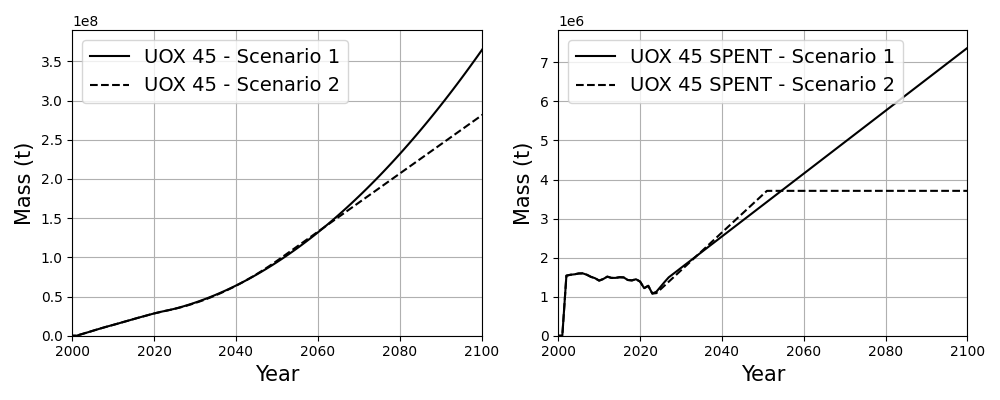 1e8
UOX 45 - Scenario 1
UOX 45 - Scenario 2
3.5
3.0
2.5
2.0
1.5
1.0
0.5
0.0
Mass (t)
2000 2020 2040 2060 2080 2100
Year
1e6
UOX 45 SPENT - Scenario 1
UOX 45 SPENT - Scenario 2
7
6
5
4
3
2
1
0
Mass (t)
2000 2020 2040 2060 2080 2100
Year